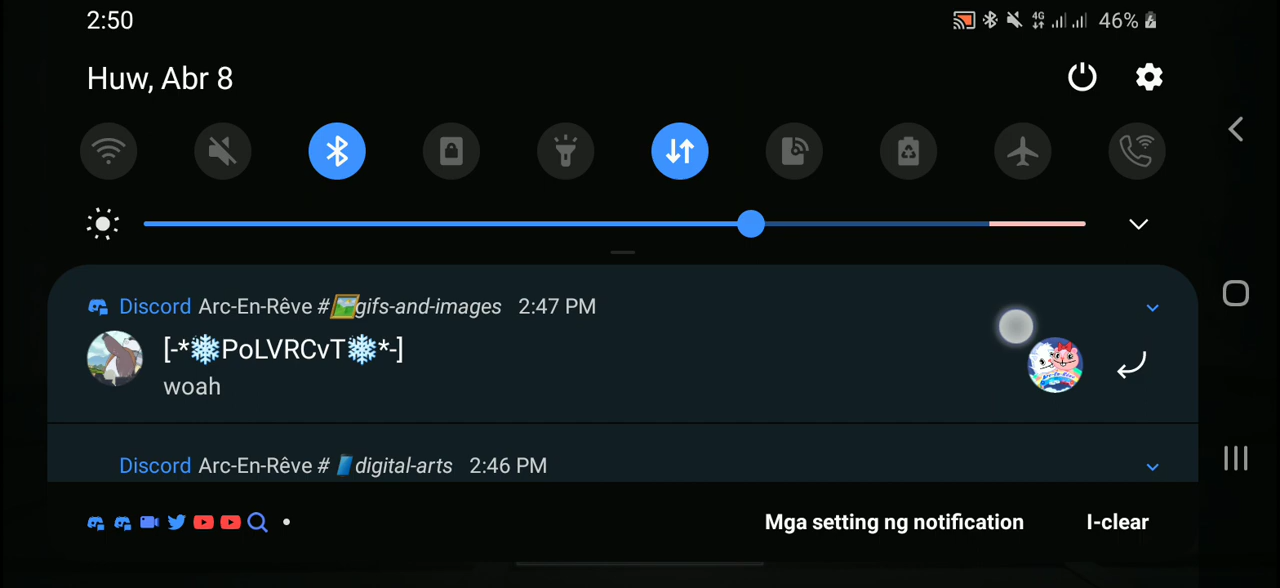 2:50
4G 46%
Huw, Abr 8
Discord Arc-En-Rêve #🖼️gifs-and-images 2:47 PM
[-*❄️PoLVRCvT❄️*-]
woah
Discord Arc-En-Rêve #📘digital-arts 2:46 PM
Mga setting ng notification I-clear